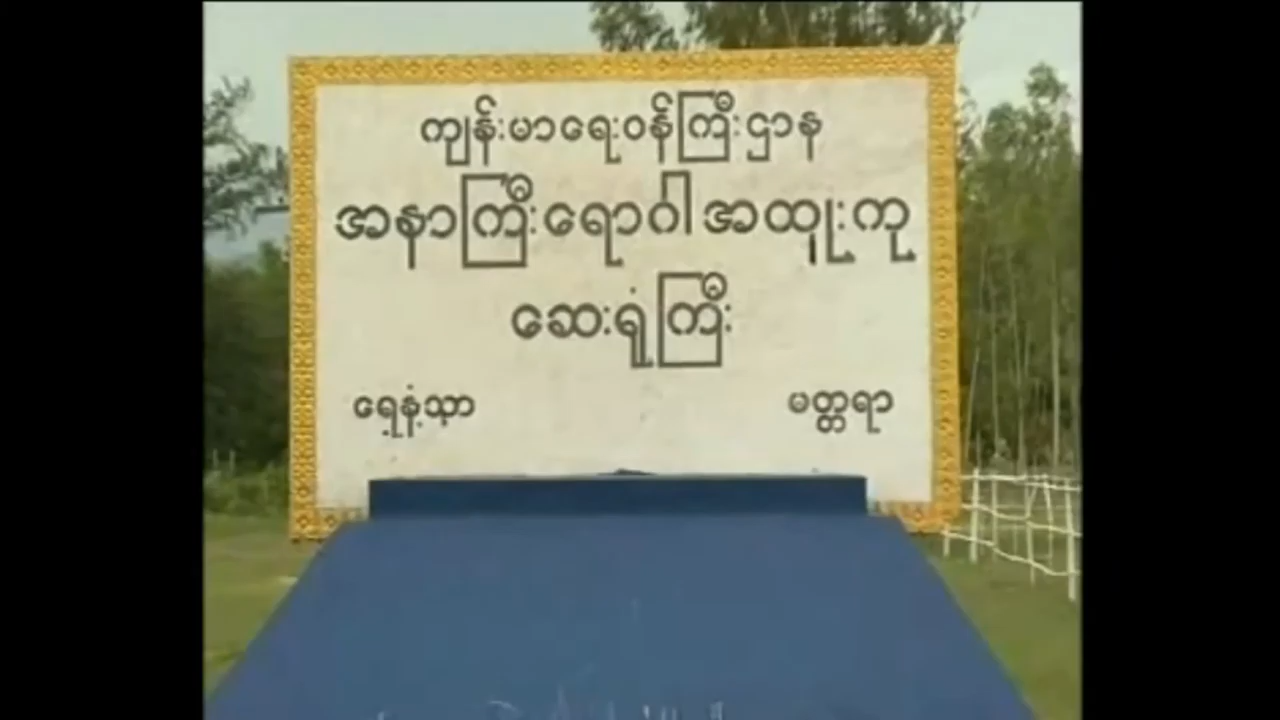 ကျန်းမာရေးဝန်ကြီးဌာန
အနာကြီးရောဂါအထူးကု
ဆေးရုံကြီး
ရှေ့နံ့သာ မတ္တရာ